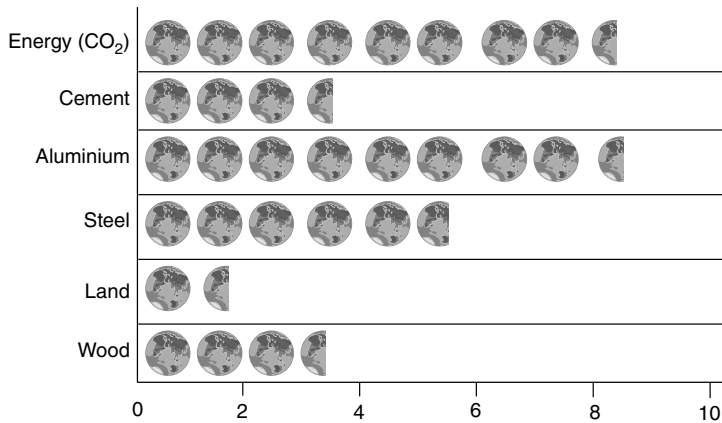 Energy (CO₂)
Cement
Aluminium
Steel
Land
Wood
0 2 4 6 8 10